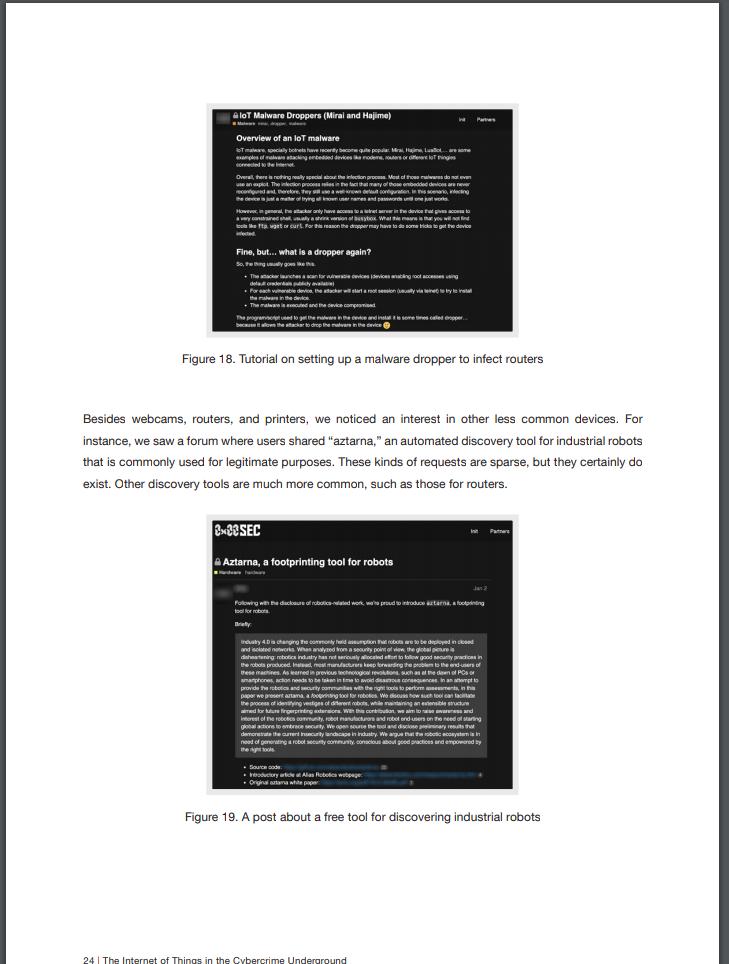 IoT Malware Droppers (Mirai and Hajime)
Malware mirai, dropper, malware
Init Partners
Overview of an IoT malware
IoT malware, specially botnets have recently become quite popular. Mirai, Hajime, LuaBot,... are some
examples of malware attacking embedded devices like modems, routers or different IoT thingies
connected to the Internet.
Overall, there is nothing really special about the infection process. Most of those malwares do not even
use an exploit. The infection process relies in the fact that many of those embedded devices are never
reconfigured and, therefore, they still use a well-known default configuration. In this scenario, infecting
the device is just a matter of trying all known user names and passwords until one just works.
However, in general, the attacker only have access to a telnet server in the device that gives access to
a very constrained shell, usually a shrink version of busybox. What this means is that you will not find
tools like ftp, wget or curl. For this reason the dropper may have to do some tricks to get the device
infected.
Fine, but... what is a dropper again?
So, the thing usually goes like this.
• The attacker launches a scan for vulnerable devices (devices enabling root accesses using
default credentials publicly available)
• For each vulnerable device, the attacker will start a root session (usually via telnet) to try to install
the malware in the device.
• The malware is executed and the device compromised.
The program/script used to get the malware in the device and install it is some times called dropper...
because it allows the attacker to drop the malware in the device
Figure 18. Tutorial on setting up a malware dropper to infect routers
Besides webcams, routers, and printers, we noticed an interest in other less common devices. For
instance, we saw a forum where users shared “aztarna,” an automated discovery tool for industrial robots
that is commonly used for legitimate purposes. These kinds of requests are sparse, but they certainly do
exist. Other discovery tools are much more common, such as those for routers.
0x00SEC
Init Partners
Aztarna, a footprinting tool for robots
Hardware hardware
Jan 2
Following with the disclosure of robotics-related work, we're proud to introduce aztarna, a footprinting
tool for robots.
Briefly:
Industry 4.0 is changing the commonly held assumption that robots are to be deployed in closed
and isolated networks. When analyzed from a security point of view, the global picture is
disheartening: robotics industry has not seriously allocated effort to follow good security practices in
the robots produced. Instead, most manufacturers keep forwarding the problem to the end-users of
these machines. As learned in previous technological revolutions, such as at the dawn of PCs or
smartphones, action needs to be taken in time to avoid disastrous consequences. In an attempt to
provide the robotics and security communities with the right tools to perform assessments, in this
paper we present aztarna, a footprinting tool for robotics. We discuss how such tool can facilitate
the process of identifying vestiges of different robots, while maintaining an extensible structure
aimed for future fingerprinting extensions. With this contribution, we aim to raise awareness and
interest of the robotics community, robot manufacturers and robot end-users on the need of starting
global actions to embrace security. We open source the tool and disclose preliminary results that
demonstrate the current insecurity landscape in industry. We argue that the robotic ecosystem is in
need of generating a robot security community, conscious about good practices and empowered by
the right tools.
• Source code:
• Introductory article at Alias Robotics webpage:
• Original aztarna white paper:
Figure 19. A post about a free tool for discovering industrial robots
24 | The Internet of Things in the Cybercrime Underground